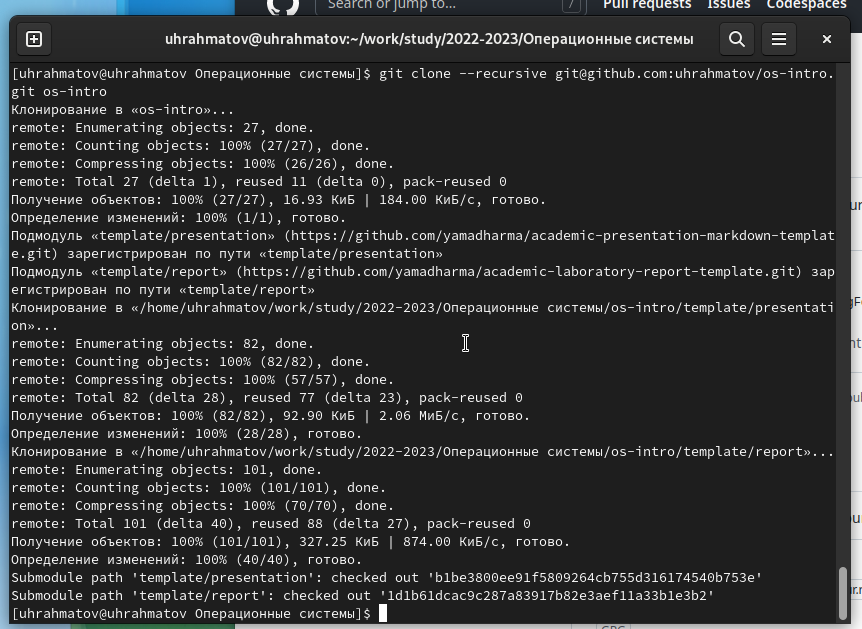 Search or jump to...
/
Pull requests Issues Codespaces
uhrahmatov@uhrahmatov:~/work/study/2022-2023/Операционные системы
[uhrahmatov@uhrahmatov Операционные системы]$ git clone --recursive git@github.com:uhrahmatov/os-intro.
git os-intro
Клонирование в «os-intro»...
remote: Enumerating objects: 27, done.
remote: Counting objects: 100% (27/27), done.
remote: Compressing objects: 100% (26/26), done.
remote: Total 27 (delta 1), reused 11 (delta 0), pack-reused 0
Получение объектов: 100% (27/27), 16.93 КиБ | 184.00 КиБ/с, готово.
Определение изменений: 100% (1/1), готово.
Подмодуль «template/presentation» (https://github.com/yamadharma/academic-presentation-markdown-templat
e.git) зарегистрирован по пути «template/presentation»
Подмодуль «template/report» (https://github.com/yamadharma/academic-laboratory-report-template.git) зар
егистрирован по пути «template/report»
Клонирование в «/home/uhrahmatov/work/study/2022-2023/Операционные системы/os-intro/template/presentati
on»...
remote: Enumerating objects: 82, done.
remote: Counting objects: 100% (82/82), done.
remote: Compressing objects: 100% (57/57), done.
remote: Total 82 (delta 28), reused 77 (delta 23), pack-reused 0
Получение объектов: 100% (82/82), 92.90 КиБ | 2.06 МиБ/с, готово.
Определение изменений: 100% (28/28), готово.
Клонирование в «/home/uhrahmatov/work/study/2022-2023/Операционные системы/os-intro/template/report»...
remote: Enumerating objects: 101, done.
remote: Counting objects: 100% (101/101), done.
remote: Compressing objects: 100% (70/70), done.
remote: Total 101 (delta 40), reused 88 (delta 27), pack-reused 0
Получение объектов: 100% (101/101), 327.25 КиБ | 874.00 КиБ/с, готово.
Определение изменений: 100% (40/40), готово.
Submodule path 'template/presentation': checked out 'b1be3800ee91f5809264cb755d316174540b753e'
Submodule path 'template/report': checked out '1d1b61dcac9c287a83917b82e3aef11a33b1e3b2'
[uhrahmatov@uhrahmatov Операционные системы]$